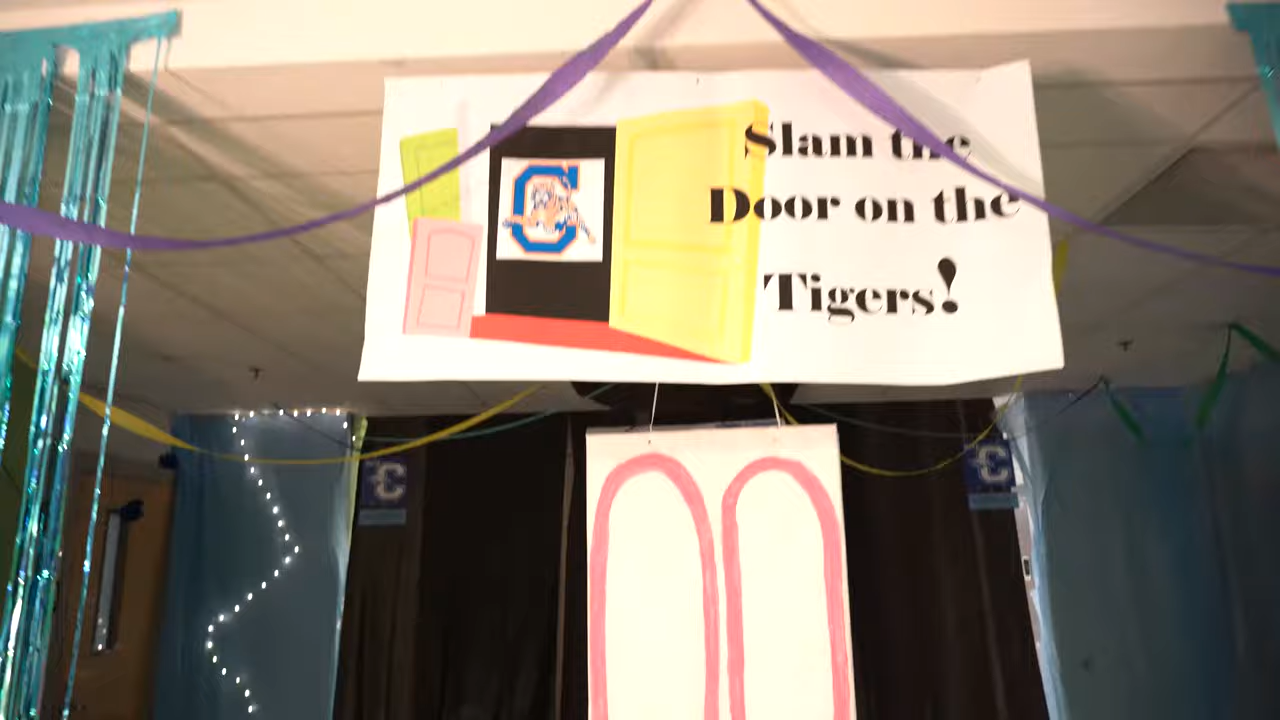 Slam the
Door on the
Tigers!
C
C
C